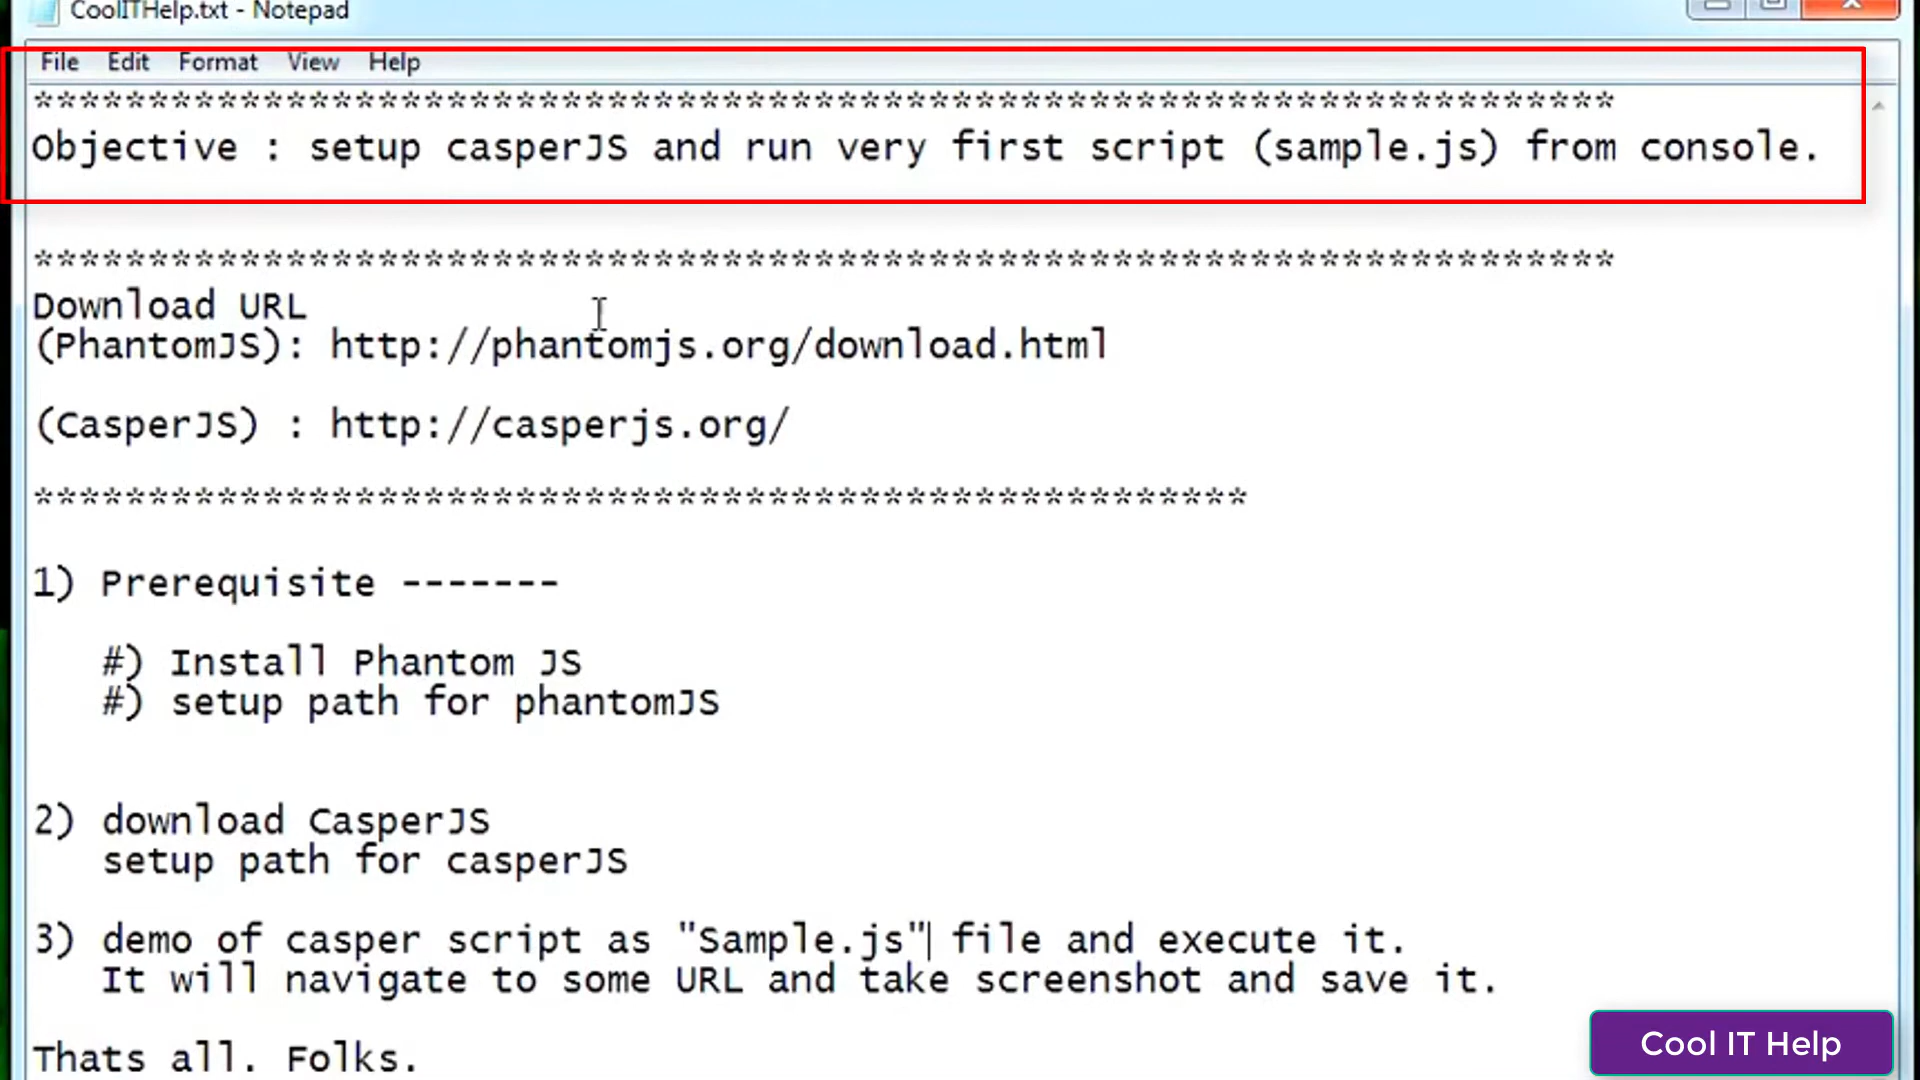 CoolITHelp.txt - Notepad
File Edit Format View Help
*********************************************************************
Objective : setup casperJS and run very first script (sample.js) from console.
*********************************************************************
Download URL
(PhantomJS): http://phantomjs.org/download.html
(CasperJS) : http://casperjs.org/
*****************************************************
1) Prerequisite -------
#) Install Phantom JS
#) setup path for phantomJS
2) download CasperJS
setup path for casperJS
3) demo of casper script as "Sample.js" file and execute it.
It will navigate to some URL and take screenshot and save it.
Thats all. Folks.
Cool IT Help